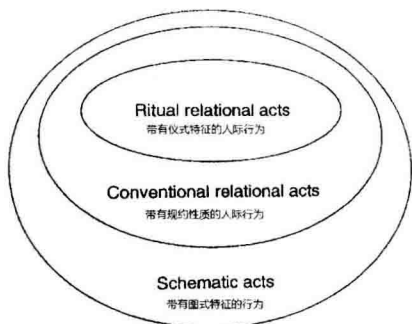 Ritual relational acts
带有仪式特征的人际行为
Conventional relational acts
带有规约性质的人际行为
Schematic acts
带有图式特征的行为